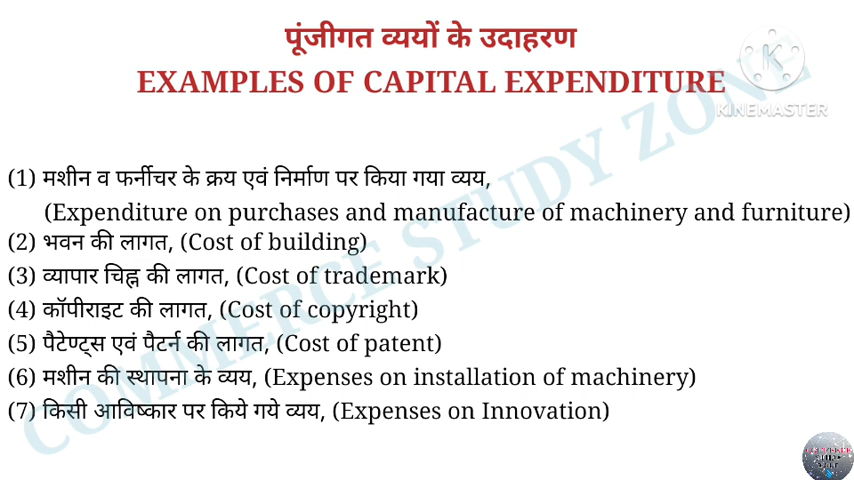 पूंजीगत व्ययों के उदाहरण
EXAMPLES OF CAPITAL EXPENDITURE
KINEMASTER
COMMERCE STUDY ZONE
(1) मशीन व फर्नीचर के क्रय एवं निर्माण पर किया गया व्यय,
(Expenditure on purchases and manufacture of machinery and furniture)
(2) भवन की लागत, (Cost of building)
(3) व्यापार चिह्न की लागत, (Cost of trademark)
(4) कॉपीराइट की लागत, (Cost of copyright)
(5) पैटेण्ट्स एवं पैटर्न की लागत, (Cost of patent)
(6) मशीन की स्थापना के व्यय, (Expenses on installation of machinery)
(7) किसी आविष्कार पर किये गये व्यय, (Expenses on Innovation)